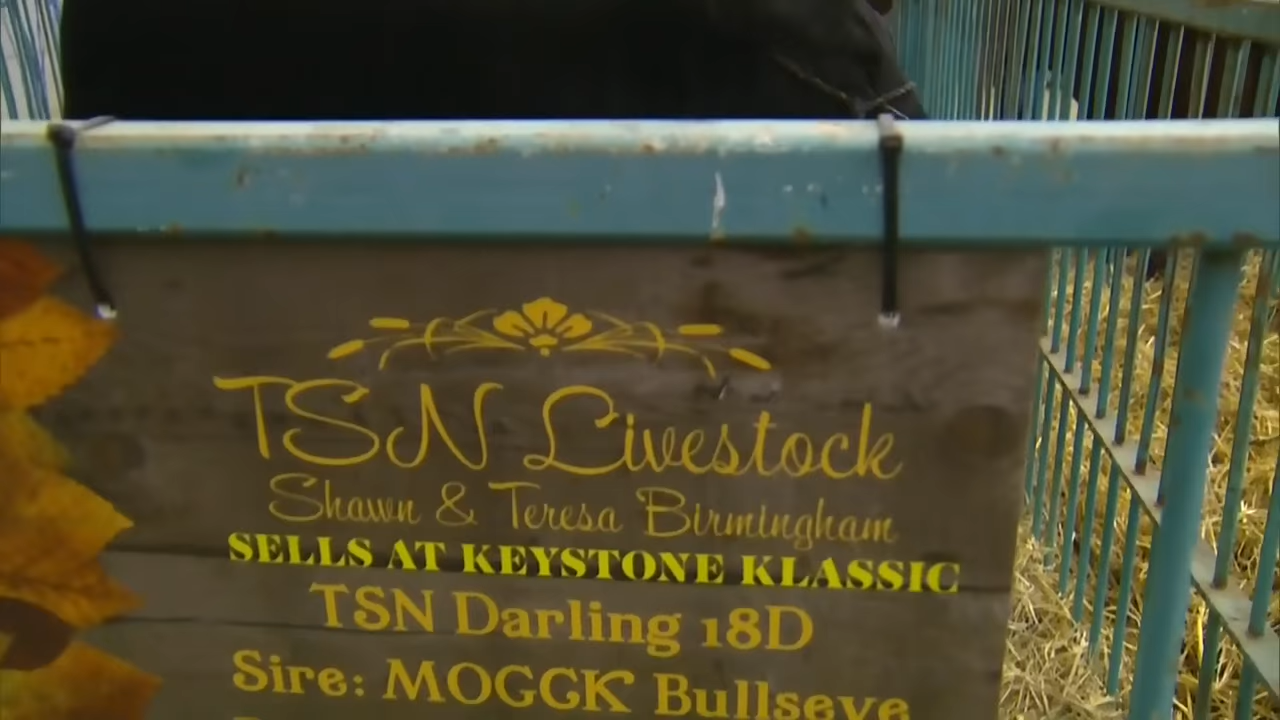 TSN Livestock
Shawn & Teresa Birmingham
SELLS AT KEYSTONE KLASSIC
TSN Darling 18D
Sire: MOGCK Bullseye